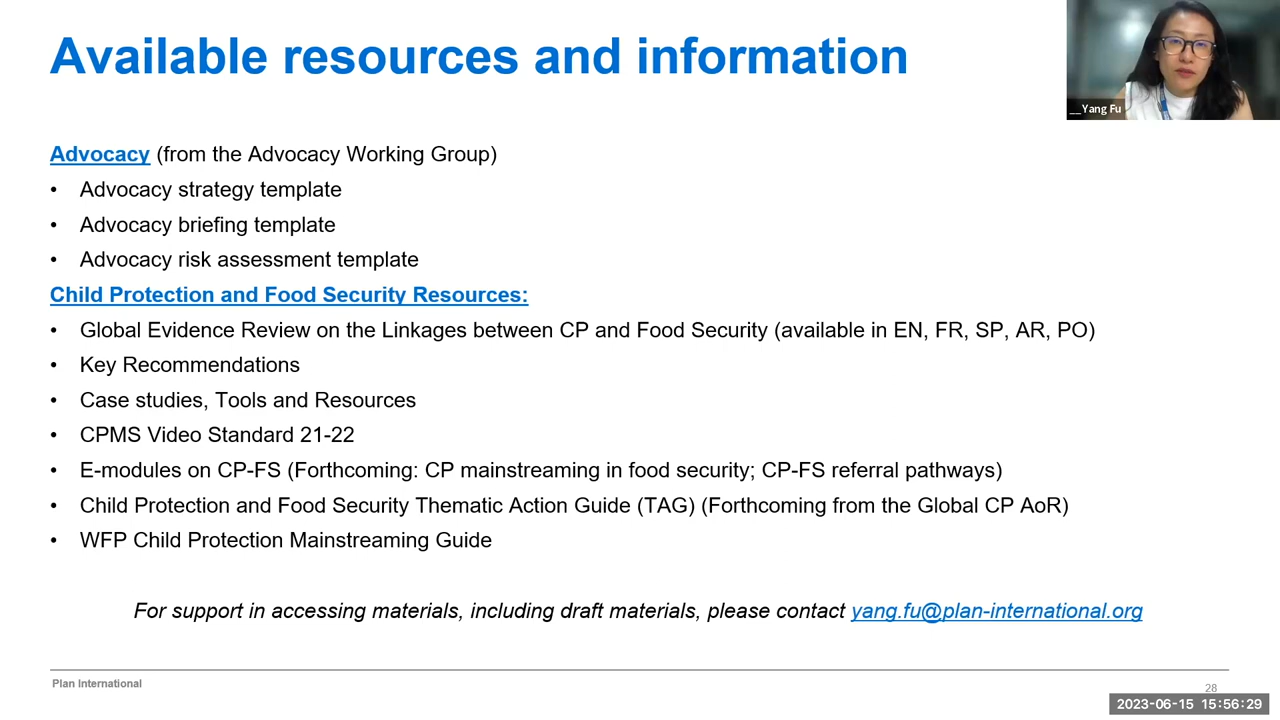 Available resources and information
__Yang Fu
Advocacy (from the Advocacy Working Group)
• Advocacy strategy template
• Advocacy briefing template
• Advocacy risk assessment template
Child Protection and Food Security Resources:
• Global Evidence Review on the Linkages between CP and Food Security (available in EN, FR, SP, AR, PO)
• Key Recommendations
• Case studies, Tools and Resources
• CPMS Video Standard 21-22
• E-modules on CP-FS (Forthcoming: CP mainstreaming in food security; CP-FS referral pathways)
• Child Protection and Food Security Thematic Action Guide (TAG) (Forthcoming from the Global CP AoR)
• WFP Child Protection Mainstreaming Guide
For support in accessing materials, including draft materials, please contact yang.fu@plan-international.org
Plan International
28
2023-06-15 15:56:29